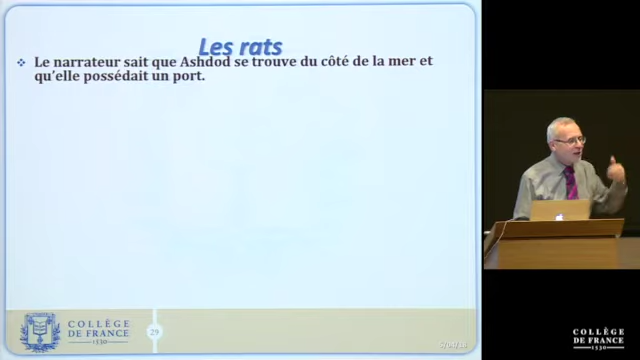 Les rats
Le narrateur sait que Ashdod se trouve du côté de la mer et
qu'elle possédait un port.
COLLÈGE
DE FRANCE
1530
29
COLLÈGE
DE FRANCE
1530